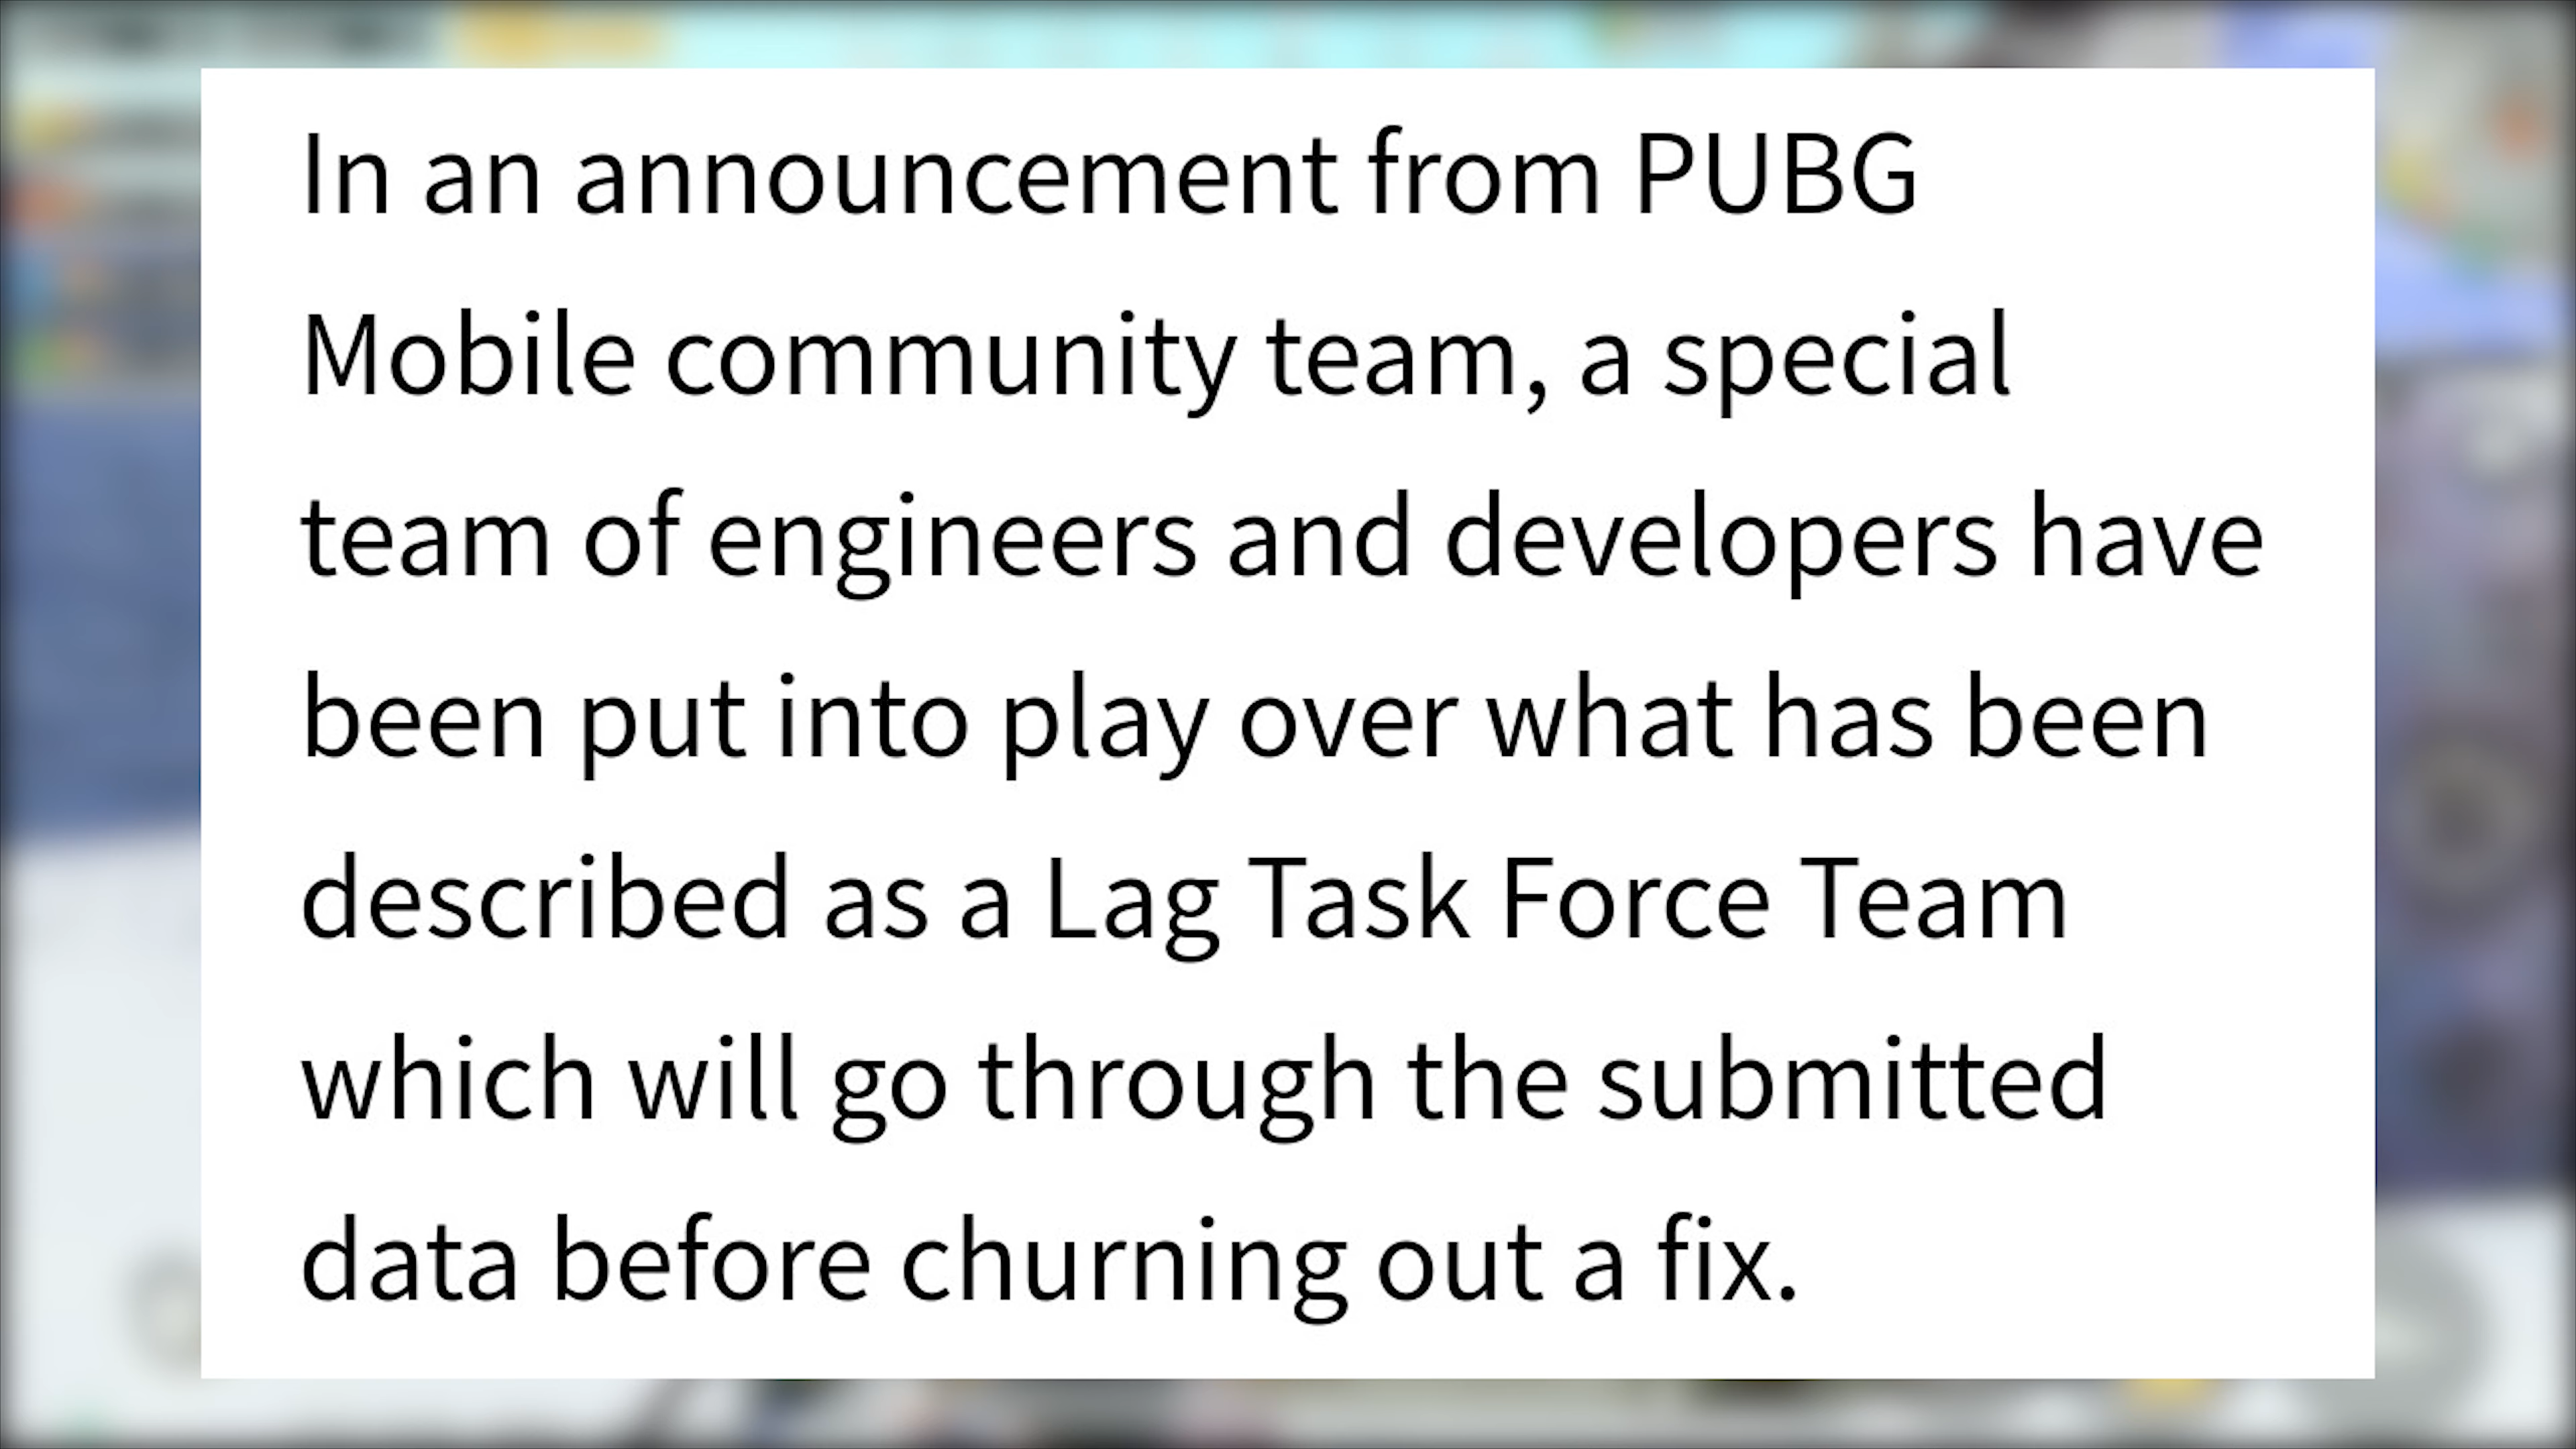 In an announcement from PUBG
Mobile community team, a special
team of engineers and developers have
been put into play over what has been
described as a Lag Task Force Team
which will go through the submitted
data before churning out a fix.